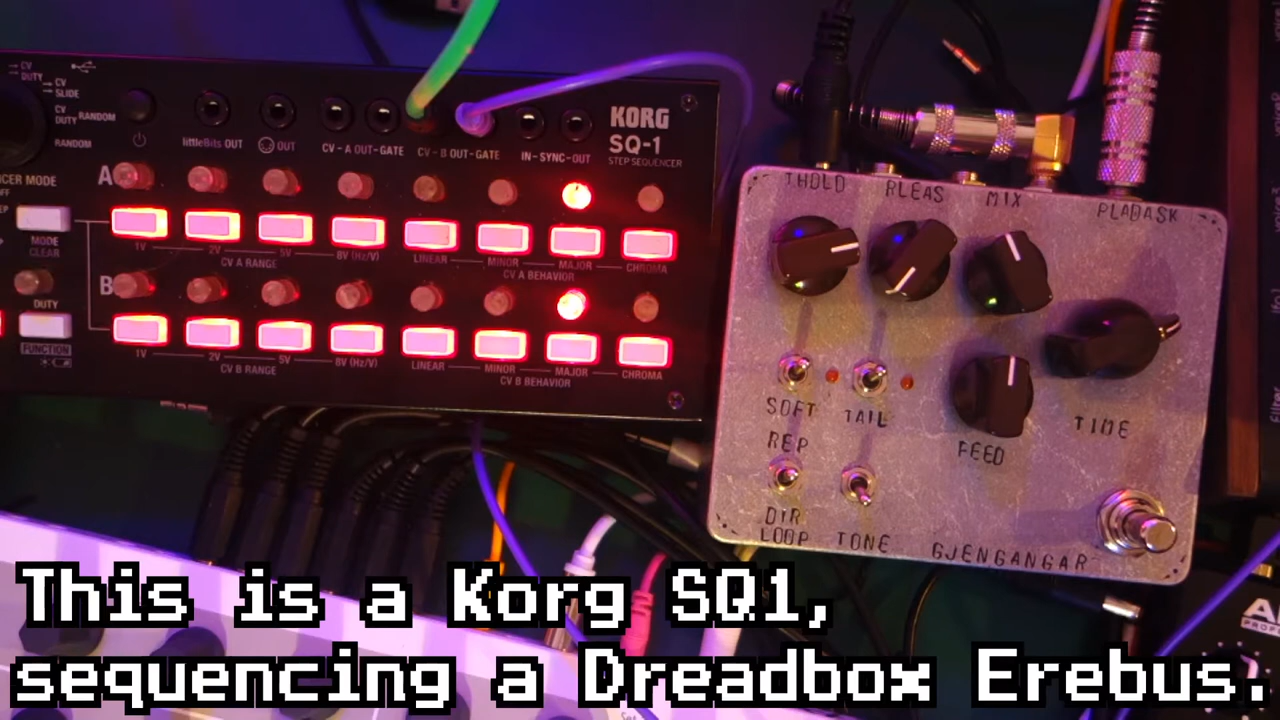 CV
DUTY
CV
SLIDE
CV
DUTY
RANDOM
RANDOM
littleBits OUT
OUT
CV - A OUT-GATE
CV - B OUT-GATE
IN-SYNC-OUT
KORG
SQ-1
STEP SEQUENCER
CER MODE
MODE
CLEAR
DUTY
FUNCTION
A
1V 2V 5V 8V (Hz/V) LINEAR MINOR MAJOR CHROMA
CV A RANGE CV A BEHAVIOR
B
1V 2V 5V 8V (Hz/V) LINEAR MINOR MAJOR CHROMA
CV B RANGE CV B BEHAVIOR
T.HOLD RLEAS MIX PLADASK
SOFT TAIL
REP
FEED
TIME
DIR
LOOP TONE
GJENGANGAR
This is a Korg SQ1,
sequencing a Dreadbox Erebus.